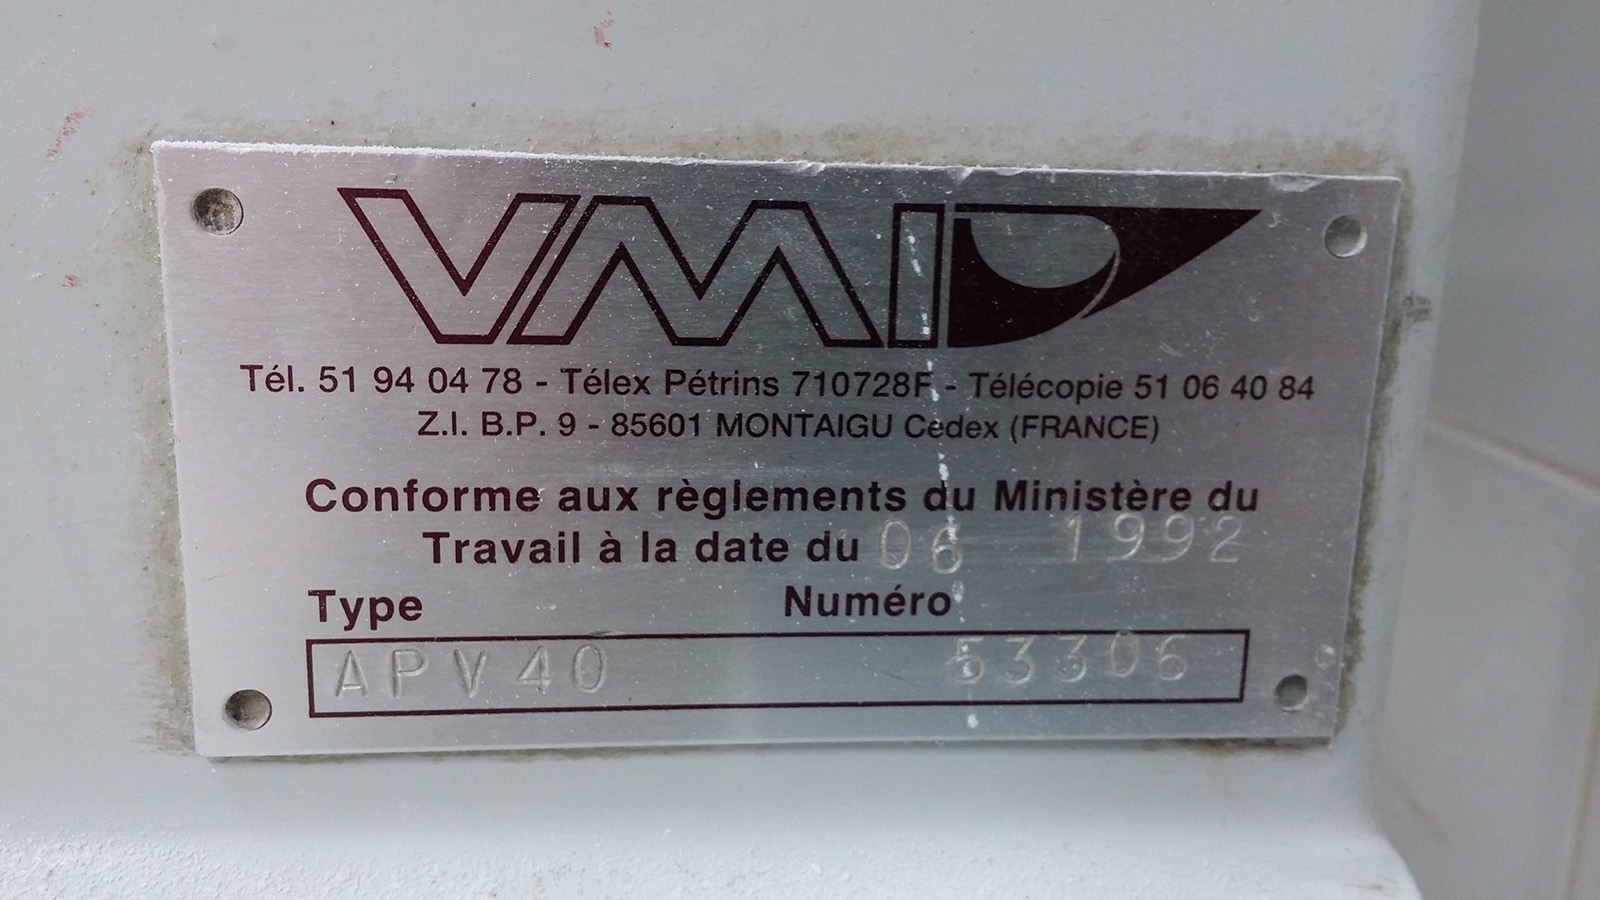 VMI
Tél. 51 94 04 78 - Télex Pétrins 710728F - Télécopie 51 06 40 84
Z.I. B.P. 9 - 85601 MONTAIGU Cedex (FRANCE)
Conforme aux règlements du Ministère du
Travail à la date du 06 1992
Type Numéro
APV40 53306